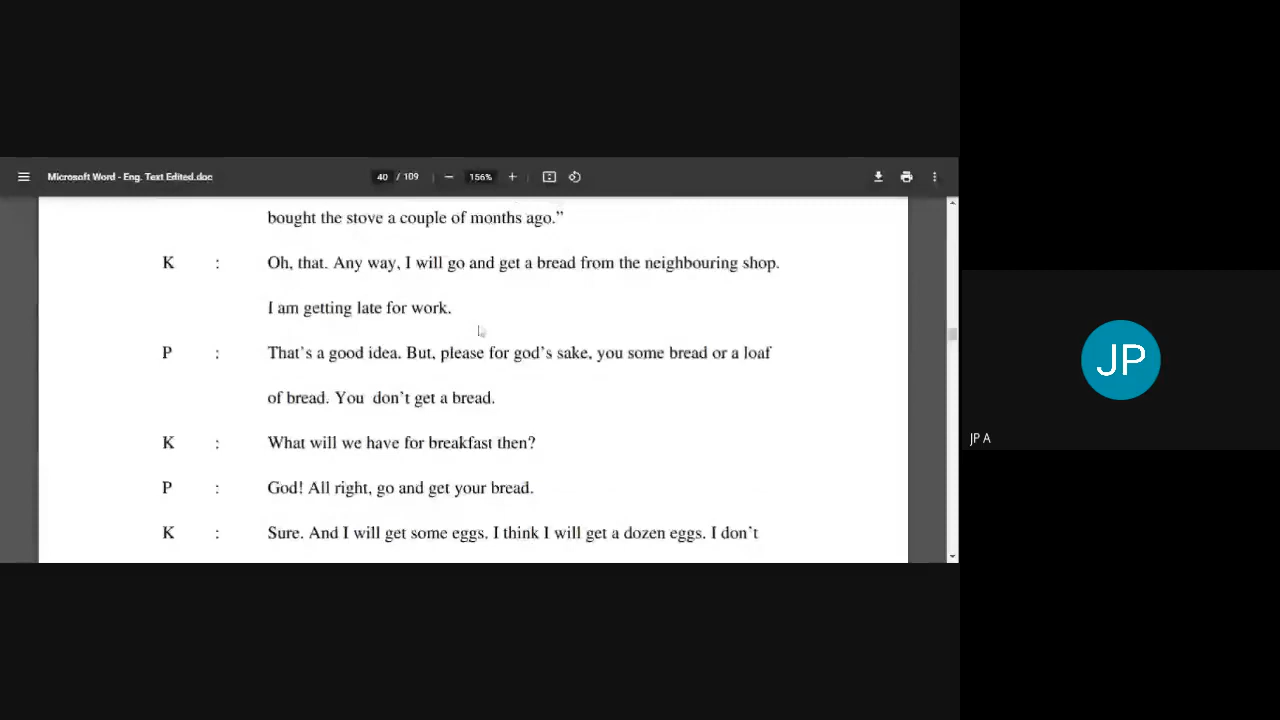 Microsoft Word - Eng. Text Edited.doc 40 / 109 156%
bought the stove a couple of months ago.”
K : Oh, that. Any way, I will go and get a bread from the neighbouring shop.
I am getting late for work.
P : That’s a good idea. But, please for god’s sake, you some bread or a loaf
of bread. You don’t get a bread.
K : What will we have for breakfast then?
P : God! All right, go and get your bread.
K : Sure. And I will get some eggs. I think I will get a dozen eggs. I don’t
JP
JP A